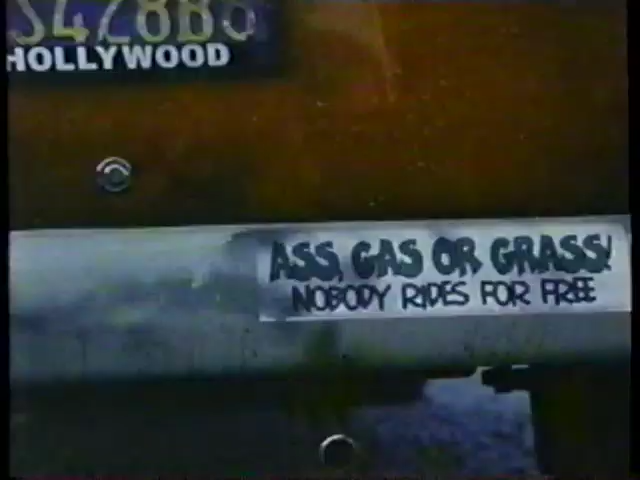 HOLLYWOOD
ASS, GAS OR GRASS!
NOBODY RIDES FOR FREE